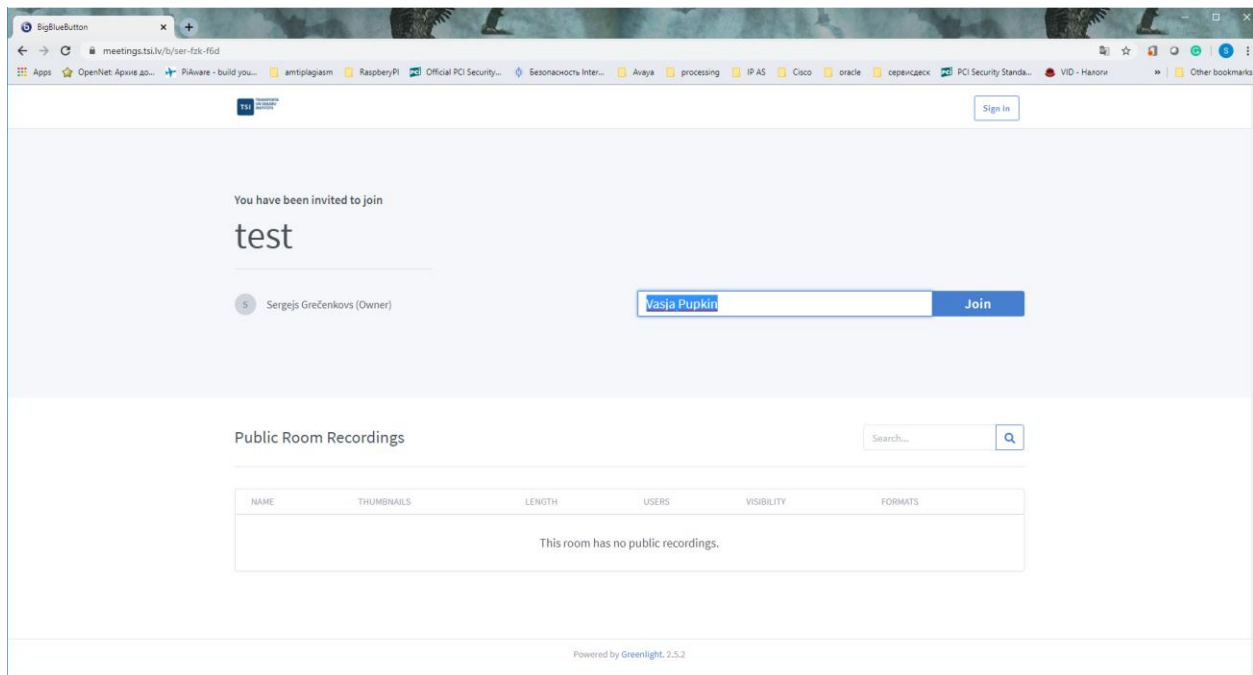 BigBlueButton
meetings.tsi.lv/b/ser-fzk-f6d
Apps OpenNet: Архив до... PiAware - build you... amtiplagiasm RaspberyPI Official PCI Security... Безопасность Inter... Avaya processing IP AS Cisco oracle сервисдеск PCI Security Standa... VID - Налоги » Other bookmarks
TSI Sign in
You have been invited to join
test
S Sergejs Grečenkovs (Owner) Vasja Pupkin Join
Public Room Recordings Search...
NAME THUMBNAILS LENGTH USERS VISIBILITY FORMATS
This room has no public recordings.
Powered by Greenlight. 2.5.2